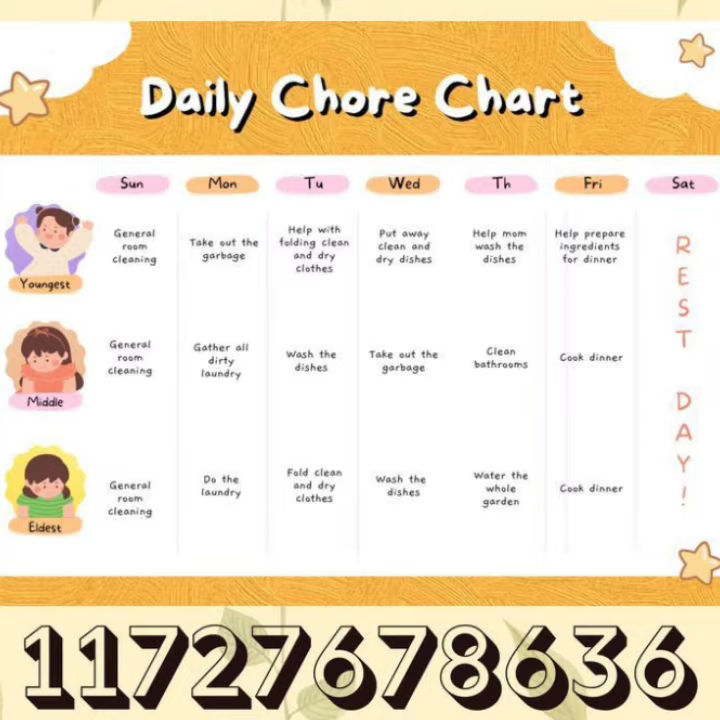 Daily Chore Chart
Sun Mon Tu Wed Th Fri Sat
Youngest
General
room
cleaning
Take out the
garbage
Help with
folding clean
and dry
clothes
Put away
clean and
dry dishes
Help mom
wash the
dishes
Help prepare
ingredients
for dinner
Middle
General
room
cleaning
Gather all
dirty
laundry
Wash the
dishes
Take out the
garbage
Clean
bathrooms
Cook dinner
Eldest
General
room
cleaning
Do the
laundry
Fold clean
and dry
clothes
Wash the
dishes
Water the
whole
garden
Cook dinner
REST DAY!
11727678636